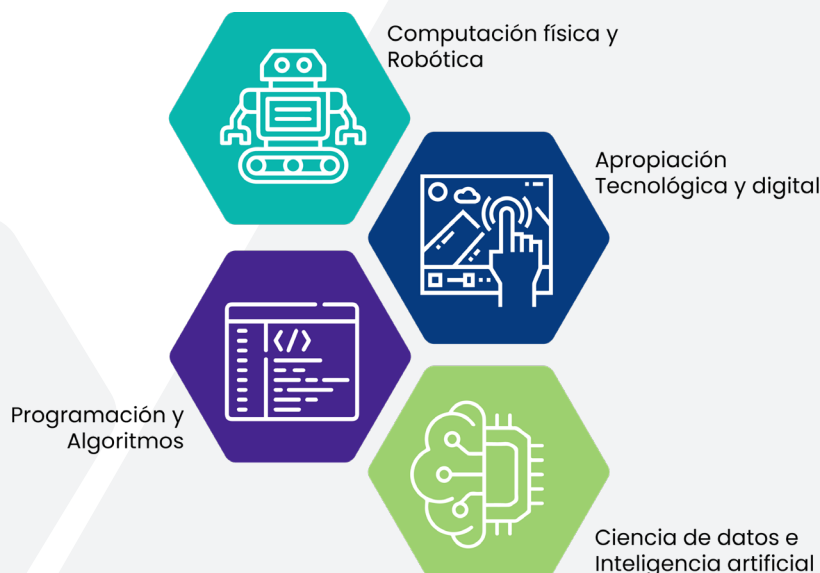 Computación física y
Robótica
Apropiación
Tecnológica y digital
</>
Programación y
Algoritmos
Ciencia de datos e
Inteligencia artificial